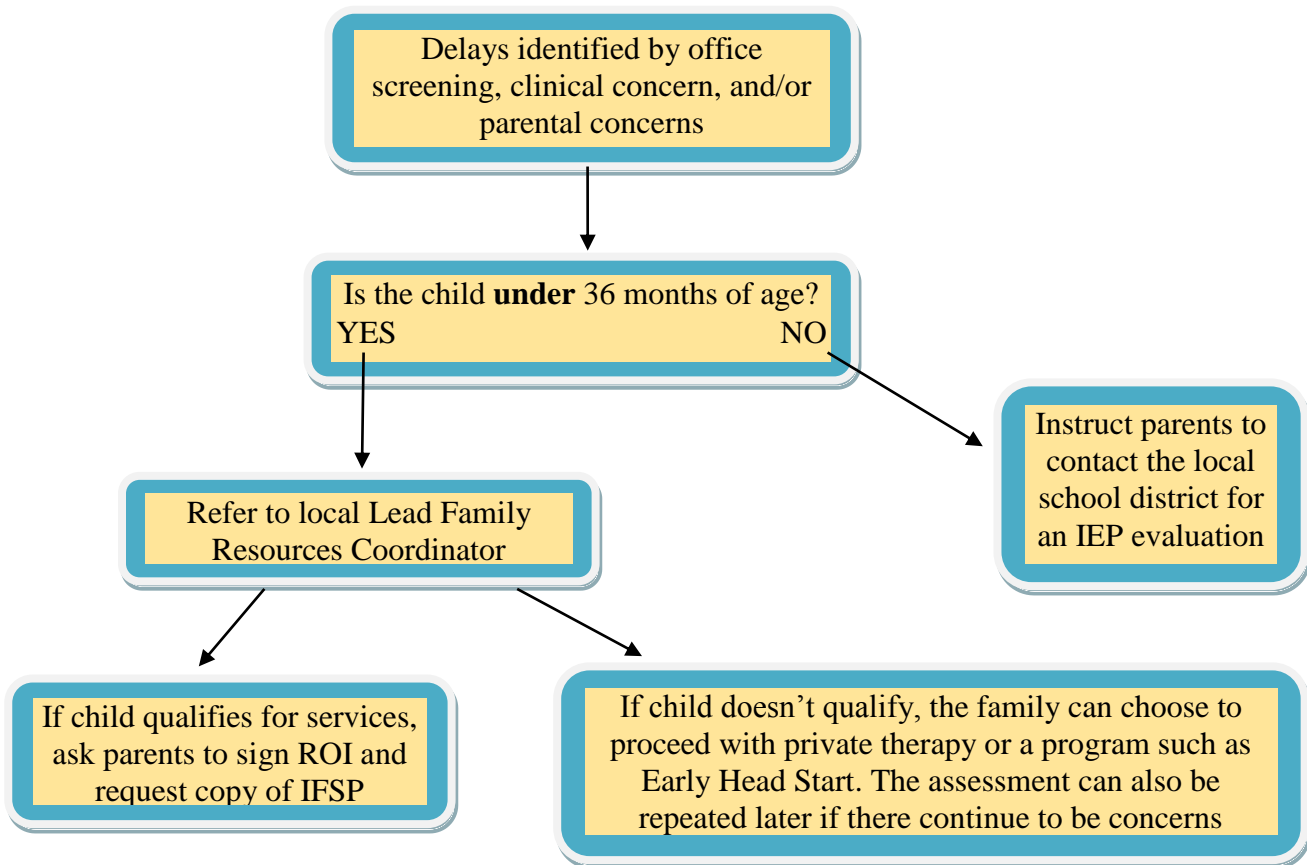 Delays identified by office
screening, clinical concern, and/or
parental concerns
Is the child under 36 months of age?
YES NO
Instruct parents to
contact the local
school district for
an IEP evaluation
Refer to local Lead Family
Resources Coordinator
If child qualifies for services,
ask parents to sign ROI and
request copy of IFSP
If child doesn’t qualify, the family can choose to
proceed with private therapy or a program such as
Early Head Start. The assessment can also be
repeated later if there continue to be concerns